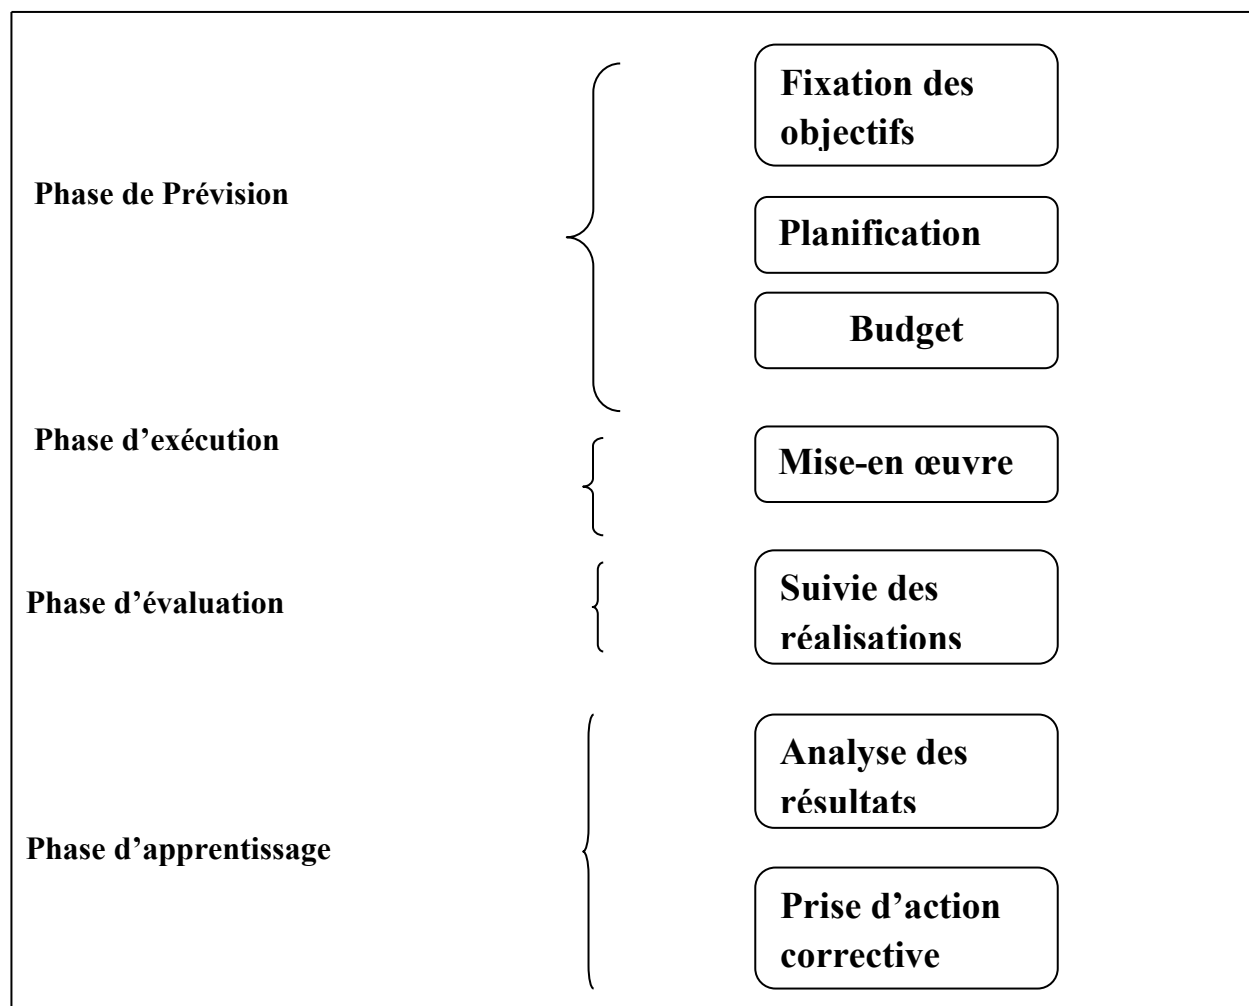 Fixation des
objectifs
Phase de Prévision
Planification
Budget
Phase d’exécution
Mise-en œuvre
Phase d’évaluation
Suivie des
réalisations
Analyse des
résultats
Phase d’apprentissage
Prise d’action
corrective